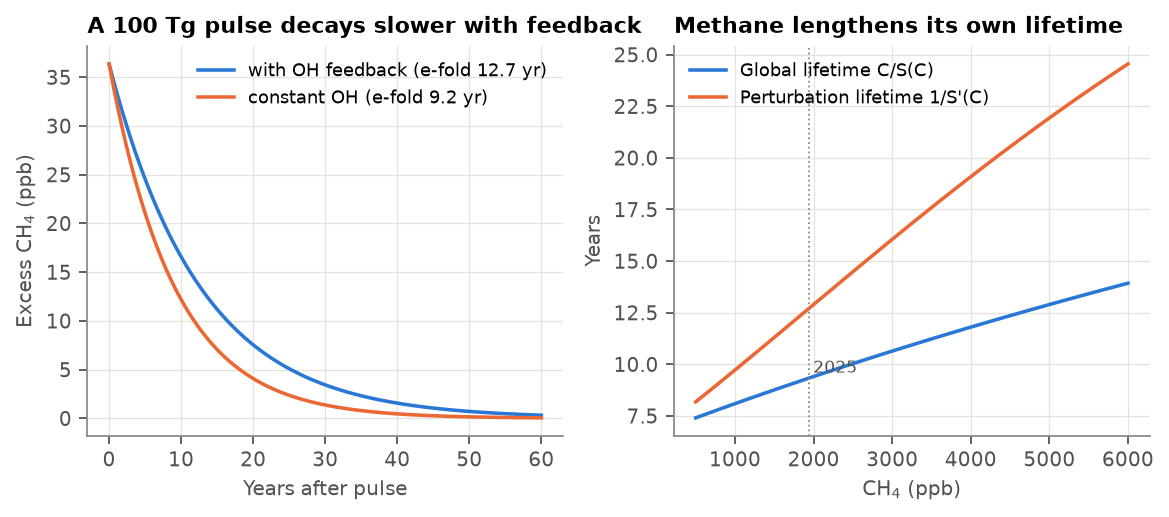 A 100 Tg pulse decays slower with feedback
with OH feedback (e-fold 12.7 yr)
constant OH (e-fold 9.2 yr)
Excess CH₄ (ppb)
35
30
25
20
15
10
5
0
0 10 20 30 40 50 60
Years after pulse
Methane lengthens its own lifetime
Global lifetime C/S(C)
Perturbation lifetime 1/S'(C)
Years
25.0
22.5
20.0
17.5
15.0
12.5
10.0
7.5
2025
1000 2000 3000 4000 5000 6000
CH₄ (ppb)